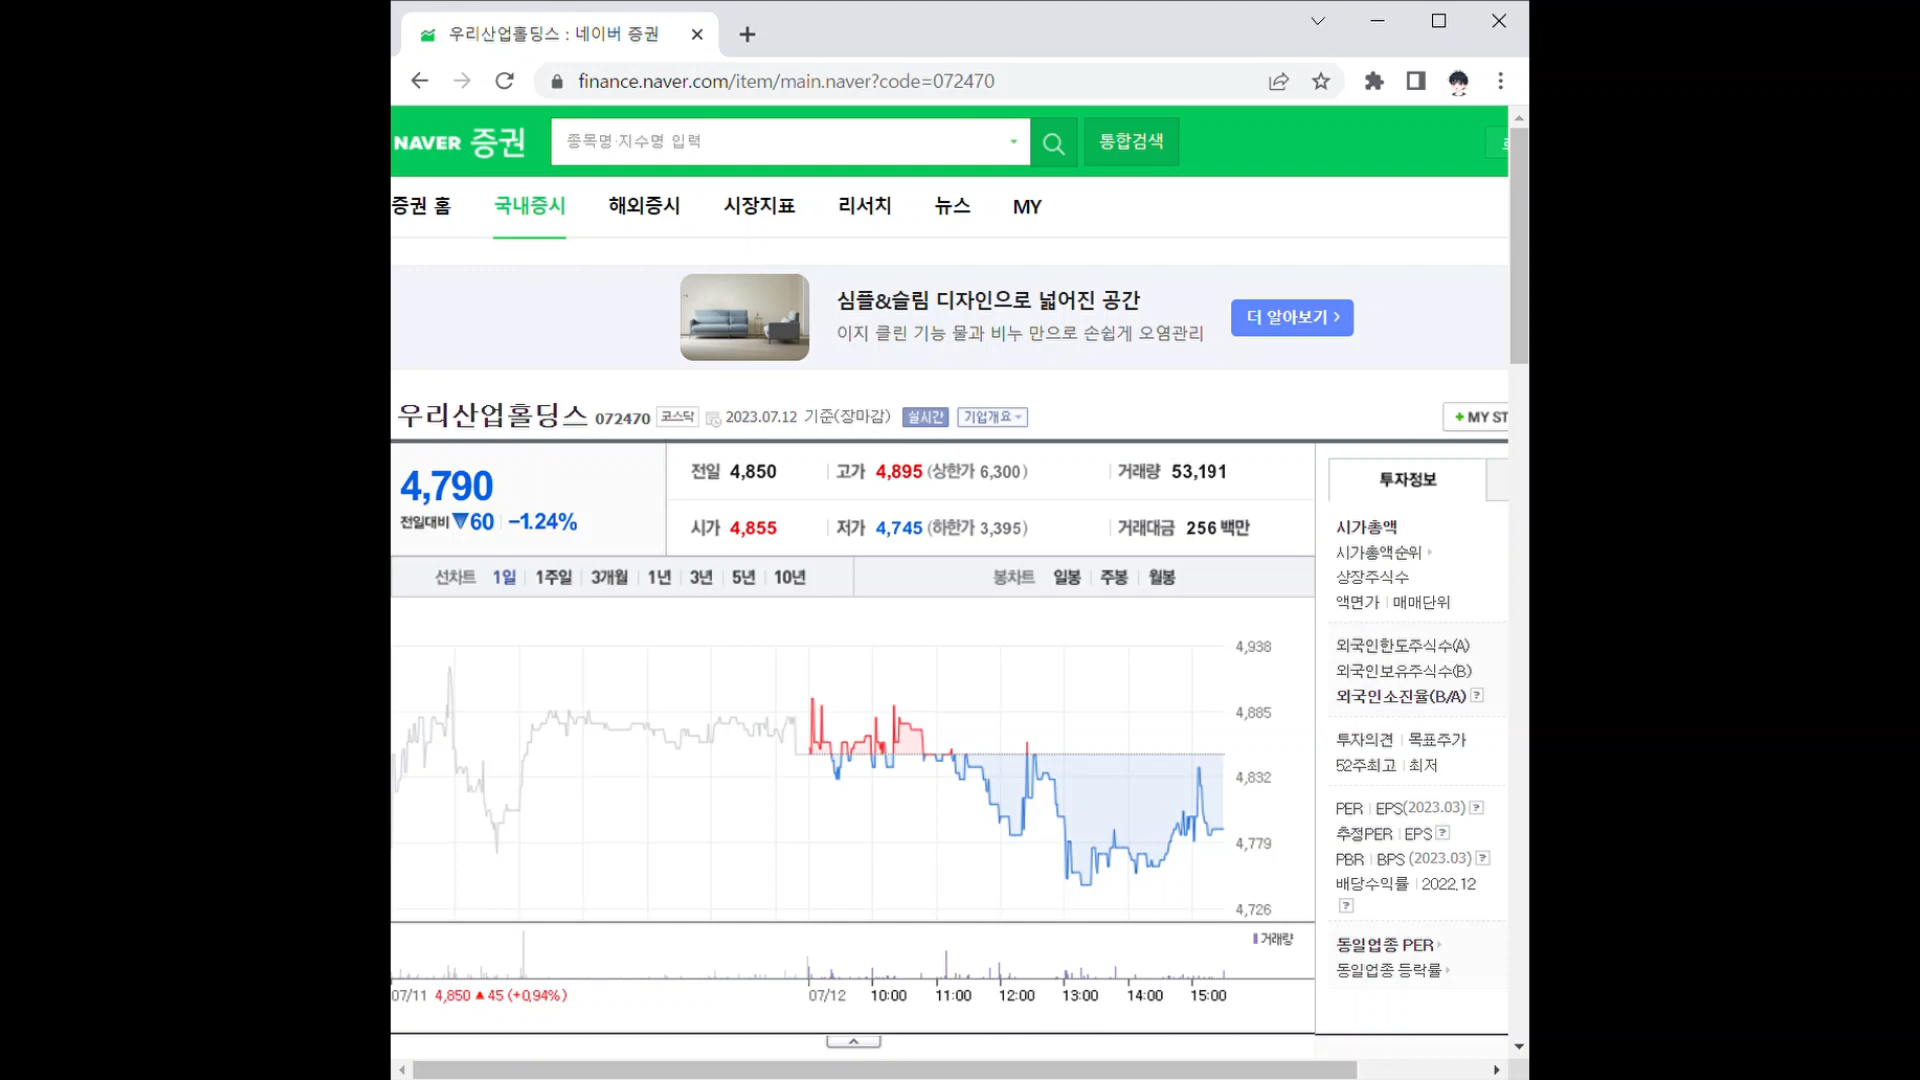 우리산업홀딩스 : 네이버 증권
finance.naver.com/item/main.naver?code=072470
NAVER 증권
종목명·지수명 입력
통합검색
증권 홈 국내증시 해외증시 시장지표 리서치 뉴스 MY
심플&슬림 디자인으로 넓어진 공간
이지 클린 기능 물과 비누 만으로 손쉽게 오염관리
더 알아보기 >
우리산업홀딩스 072470 코스닥 2023.07.12 기준(장마감) 실시간 기업개요
+ MY ST
4,790
전일대비 ▼60 -1.24%
전일 4,850 고가 4,895 (상한가 6,300) 거래량 53,191
시가 4,855 저가 4,745 (하한가 3,395) 거래대금 256 백만
선차트 1일 1주일 3개월 1년 3년 5년 10년 봉차트 일봉 주봉 월봉
4,938
4,885
4,832
4,779
4,726
거래량
07/11 4,850 ▲45 (+0.94%) 07/12 10:00 11:00 12:00 13:00 14:00 15:00
투자정보
시가총액
시가총액순위
상장주식수
액면가 매매단위
외국인한도주식수(A)
외국인보유주식수(B)
외국인소진율(B/A) ?
투자의견 목표주가
52주최고 최저
PER EPS(2023.03) ?
추정PER EPS ?
PBR BPS (2023.03) ?
배당수익률 2022.12
?
동일업종 PER
동일업종 등락률